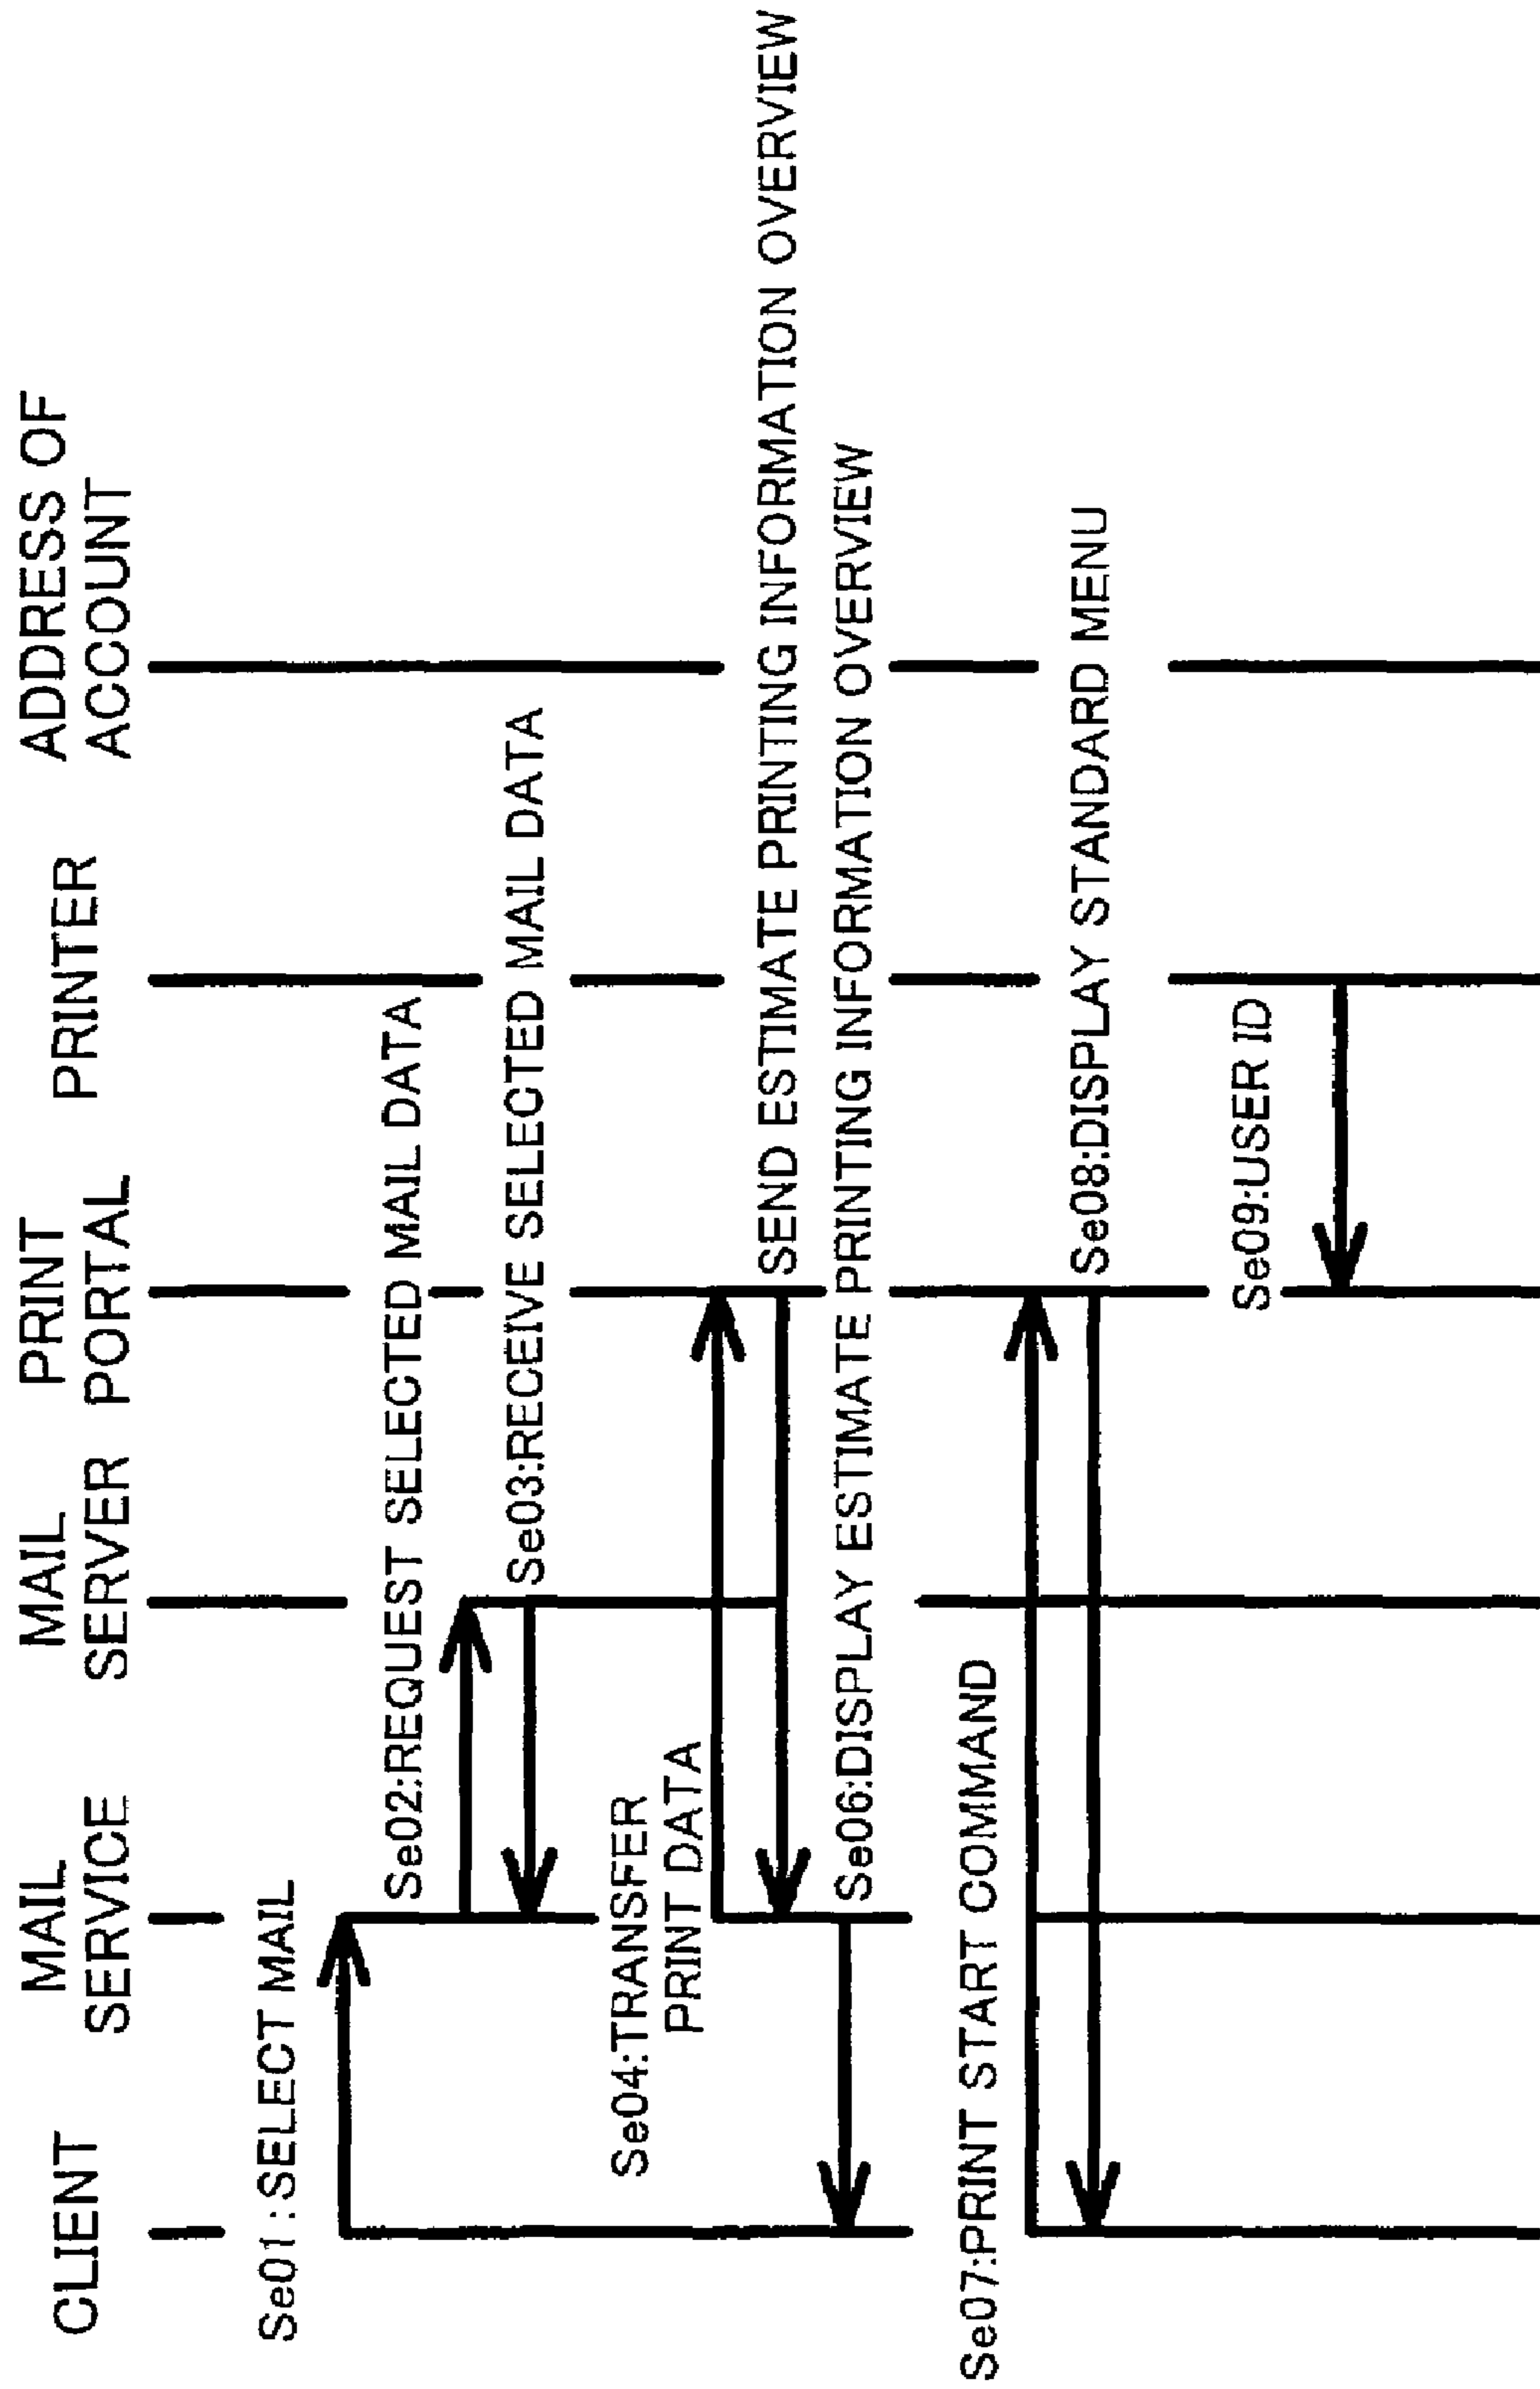 CLIENT
MAIL
SERVICE
MAIL
SERVER
PRINT
PORTAL
PRINTER
ADDRESS OF
ACCOUNT
Se01:SELECT MAIL
Se02:REQUEST SELECTED MAIL DATA
Se03:RECEIVE SELECTED MAIL DATA
Se04:TRANSFER
PRINT DATA
SEND ESTIMATE PRINTING INFORMATION OVERVIEW
Se06:DISPLAY ESTIMATE PRINTING INFORMATION OVERVIEW
Se07:PRINT START COMMAND
Se08:DISPLAY STANDARD MENU
Se09:USER ID